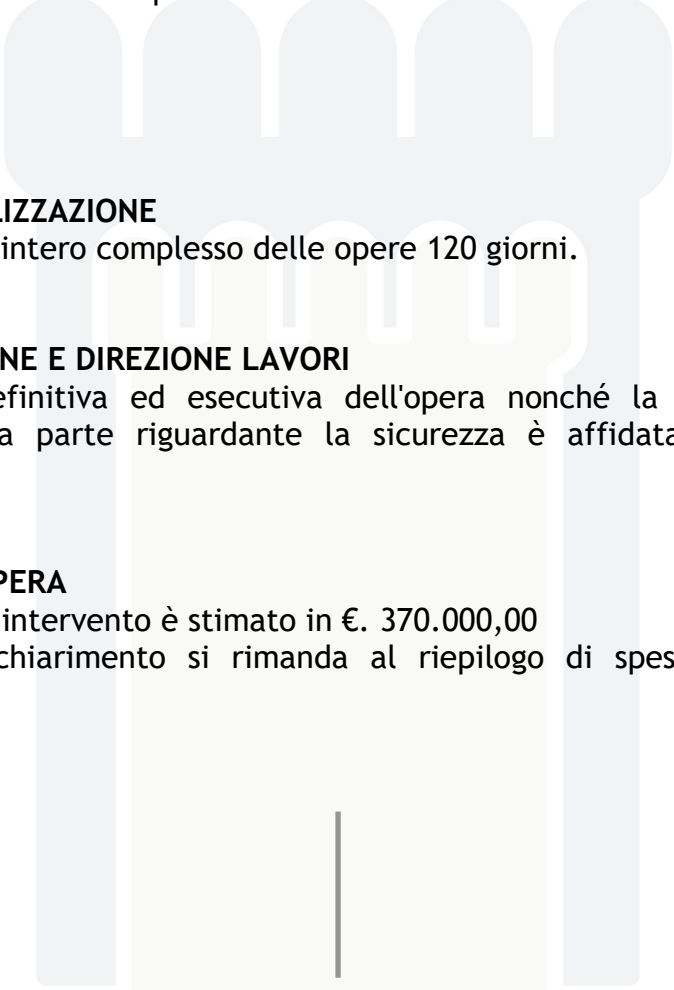 LIZZAZIONE
intero complesso delle opere 120 giorni.
NE E DIREZIONE LAVORI
efinitiva ed esecutiva dell'opera nonché la
a parte riguardante la sicurezza è affidata
PERA
intervento è stimato in €. 370.000,00
chiarimento si rimanda al riepilogo di spes